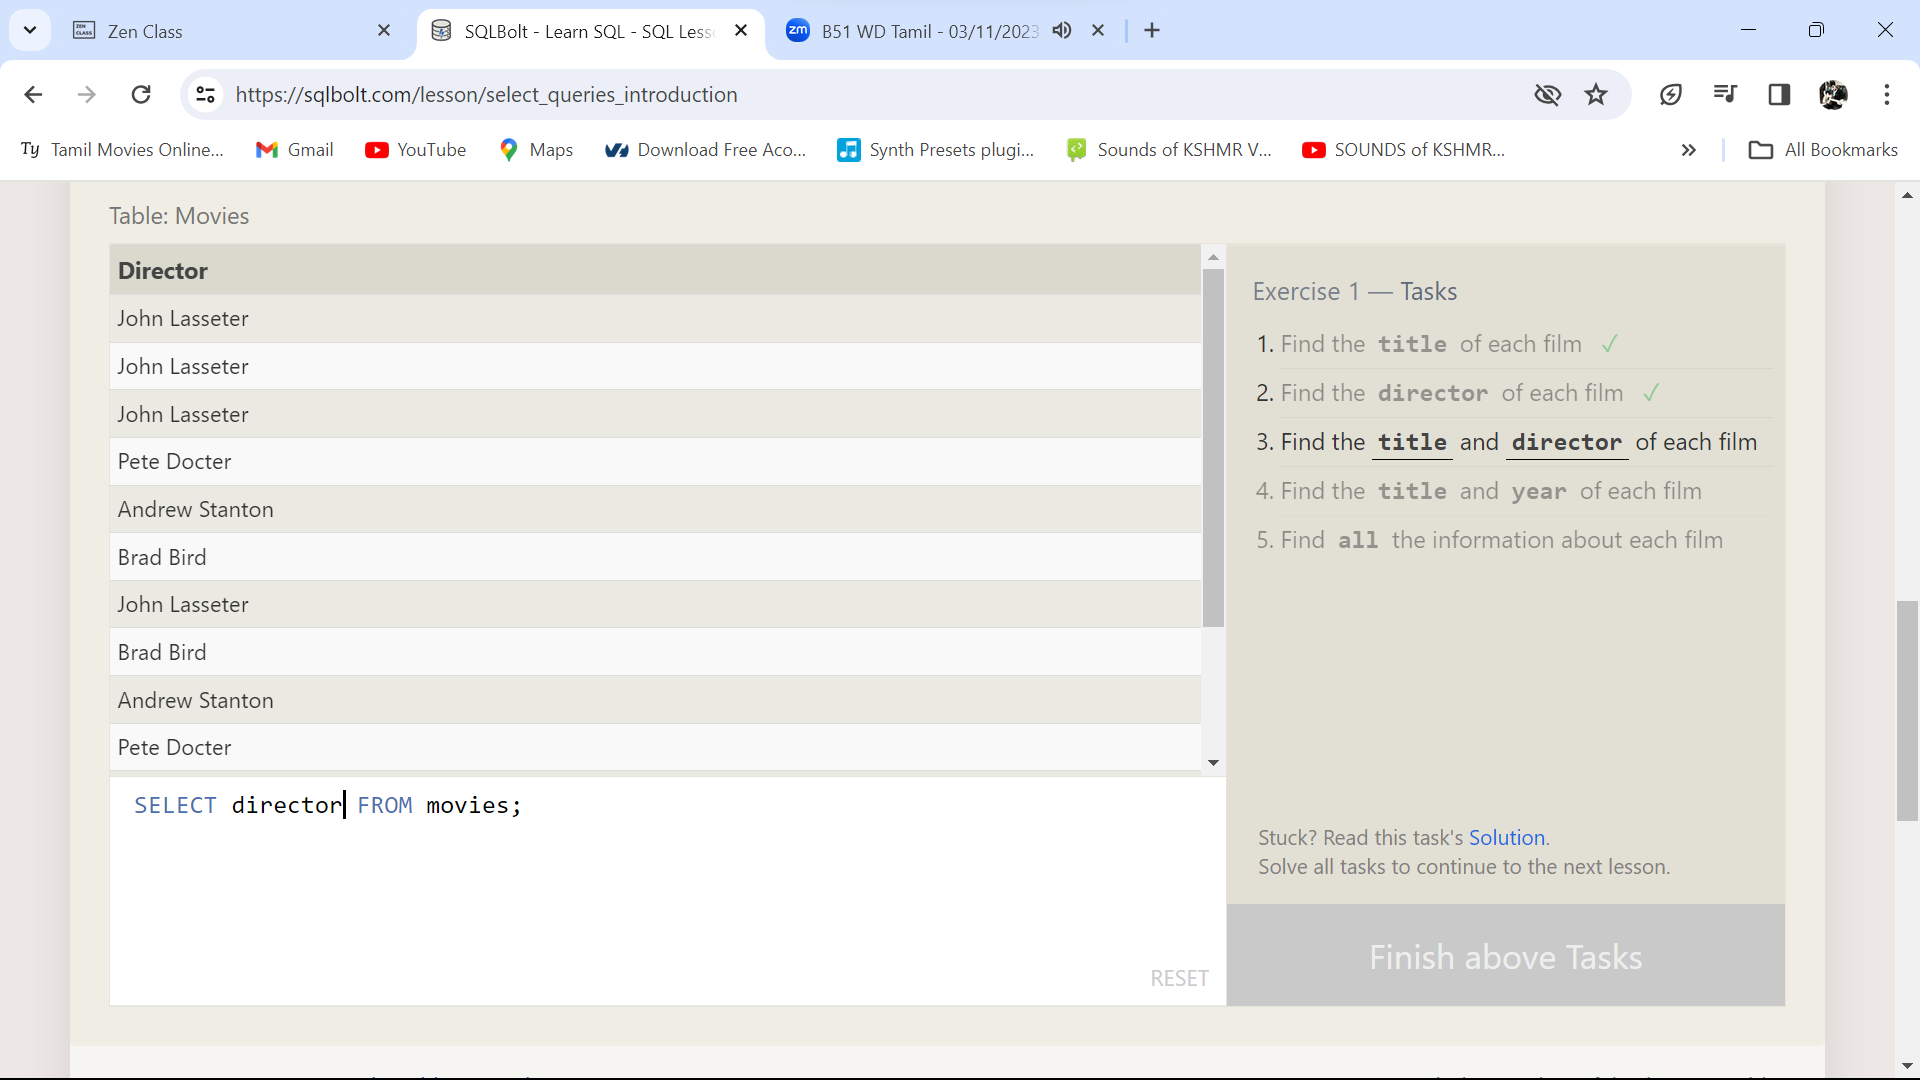 Zen Class
SQLBolt - Learn SQL - SQL Less
zm B51 WD Tamil - 03/11/2023
https://sqlbolt.com/lesson/select_queries_introduction
Ty Tamil Movies Online...
Gmail
YouTube
Maps
Download Free Aco...
Synth Presets plugi...
Sounds of KSHMR V...
SOUNDS of KSHMR...
All Bookmarks
Table: Movies
Director
John Lasseter
John Lasseter
John Lasseter
Pete Docter
Andrew Stanton
Brad Bird
John Lasseter
Brad Bird
Andrew Stanton
Pete Docter
SELECT director FROM movies;
RESET
Exercise 1 — Tasks
1. Find the title of each film ✓
2. Find the director of each film ✓
3. Find the title and director of each film
4. Find the title and year of each film
5. Find all the information about each film
Stuck? Read this task's Solution.
Solve all tasks to continue to the next lesson.
Finish above Tasks